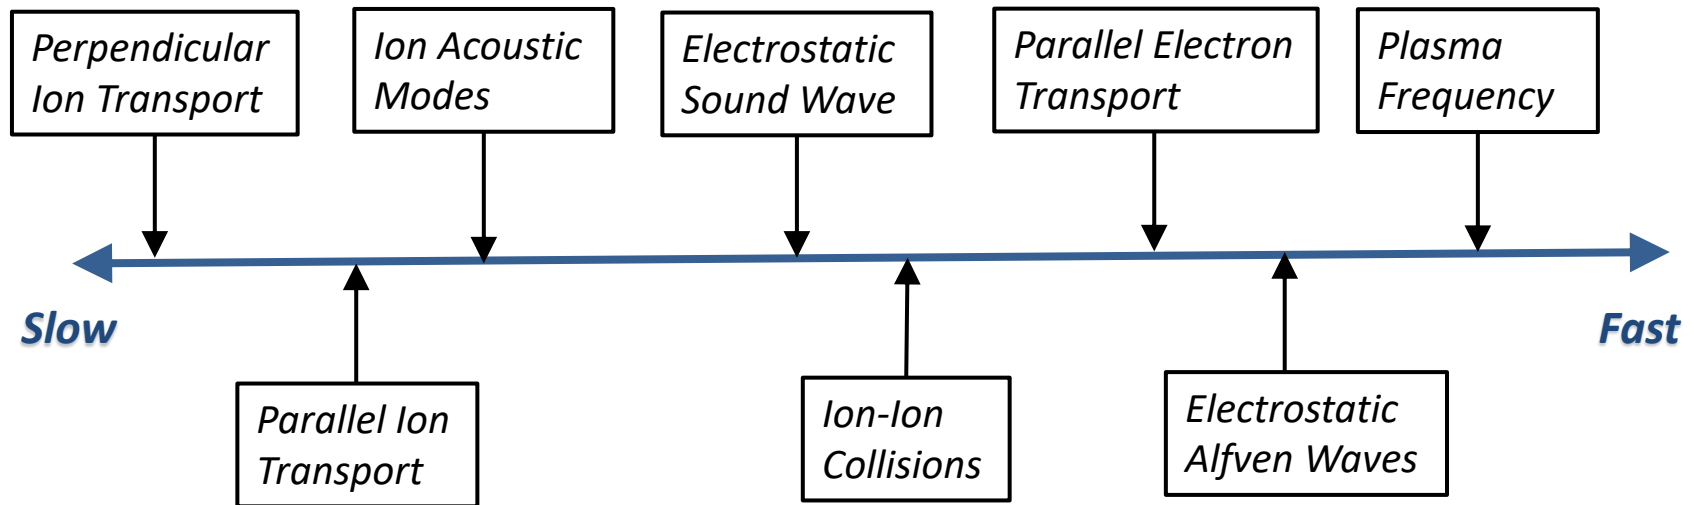 Perpendicular
Ion Transport
Ion Acoustic
Modes
Electrostatic
Sound Wave
Parallel Electron
Transport
Plasma
Frequency
Slow
Fast
Parallel Ion
Transport
Ion-Ion
Collisions
Electrostatic
Alfven Waves